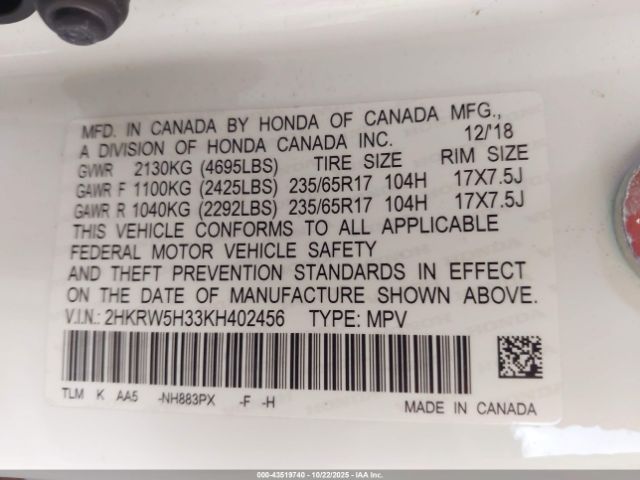 MFD. IN CANADA BY HONDA OF CANADA MFG.,
A DIVISION OF HONDA CANADA INC. 12/'18
GVWR 2130KG (4695LBS) TIRE SIZE RIM SIZE
GAWR F 1100KG (2425LBS) 235/65R17 104H 17X7.5J
GAWR R 1040KG (2292LBS) 235/65R17 104H 17X7.5J
THIS VEHICLE CONFORMS TO ALL APPLICABLE
FEDERAL MOTOR VEHICLE SAFETY
AND THEFT PREVENTION STANDARDS IN EFFECT
ON THE DATE OF MANUFACTURE SHOWN ABOVE.
V.I.N.: 2HKRW5H33KH402456 TYPE: MPV
TLM K AA5 -NH883PX -F -H
MADE IN CANADA
000-43519740 - 10/22/2025 - IAA Inc.